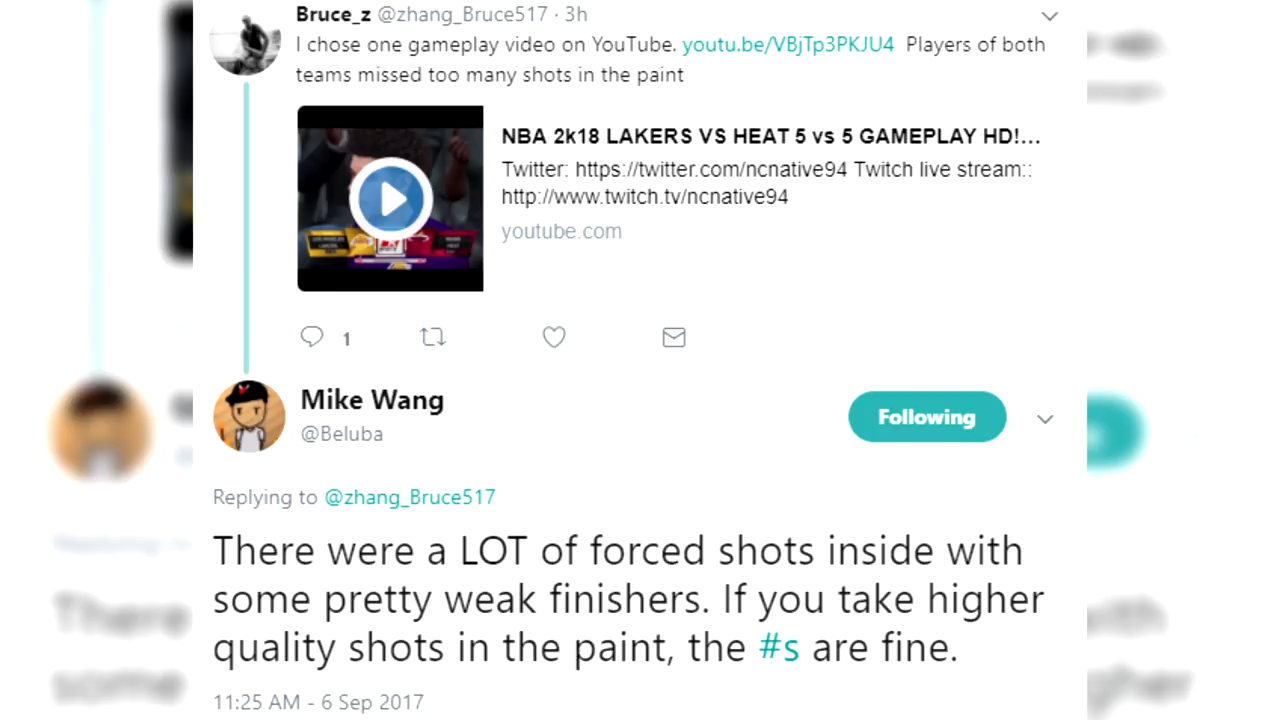 Bruce_z @zhang_Bruce517 · 3h
I chose one gameplay video on YouTube. youtu.be/VBjTp3PKJU4 Players of both
teams missed too many shots in the paint
NBA 2k18 LAKERS VS HEAT 5 vs 5 GAMEPLAY HD!...
Twitter: https://twitter.com/ncnative94 Twitch live stream::
http://www.twitch.tv/ncnative94
youtube.com
1
Mike Wang
@Beluba
Following
Replying to @zhang_Bruce517
There were a LOT of forced shots inside with
some pretty weak finishers. If you take higher
quality shots in the paint, the #s are fine.
11:25 AM - 6 Sep 2017